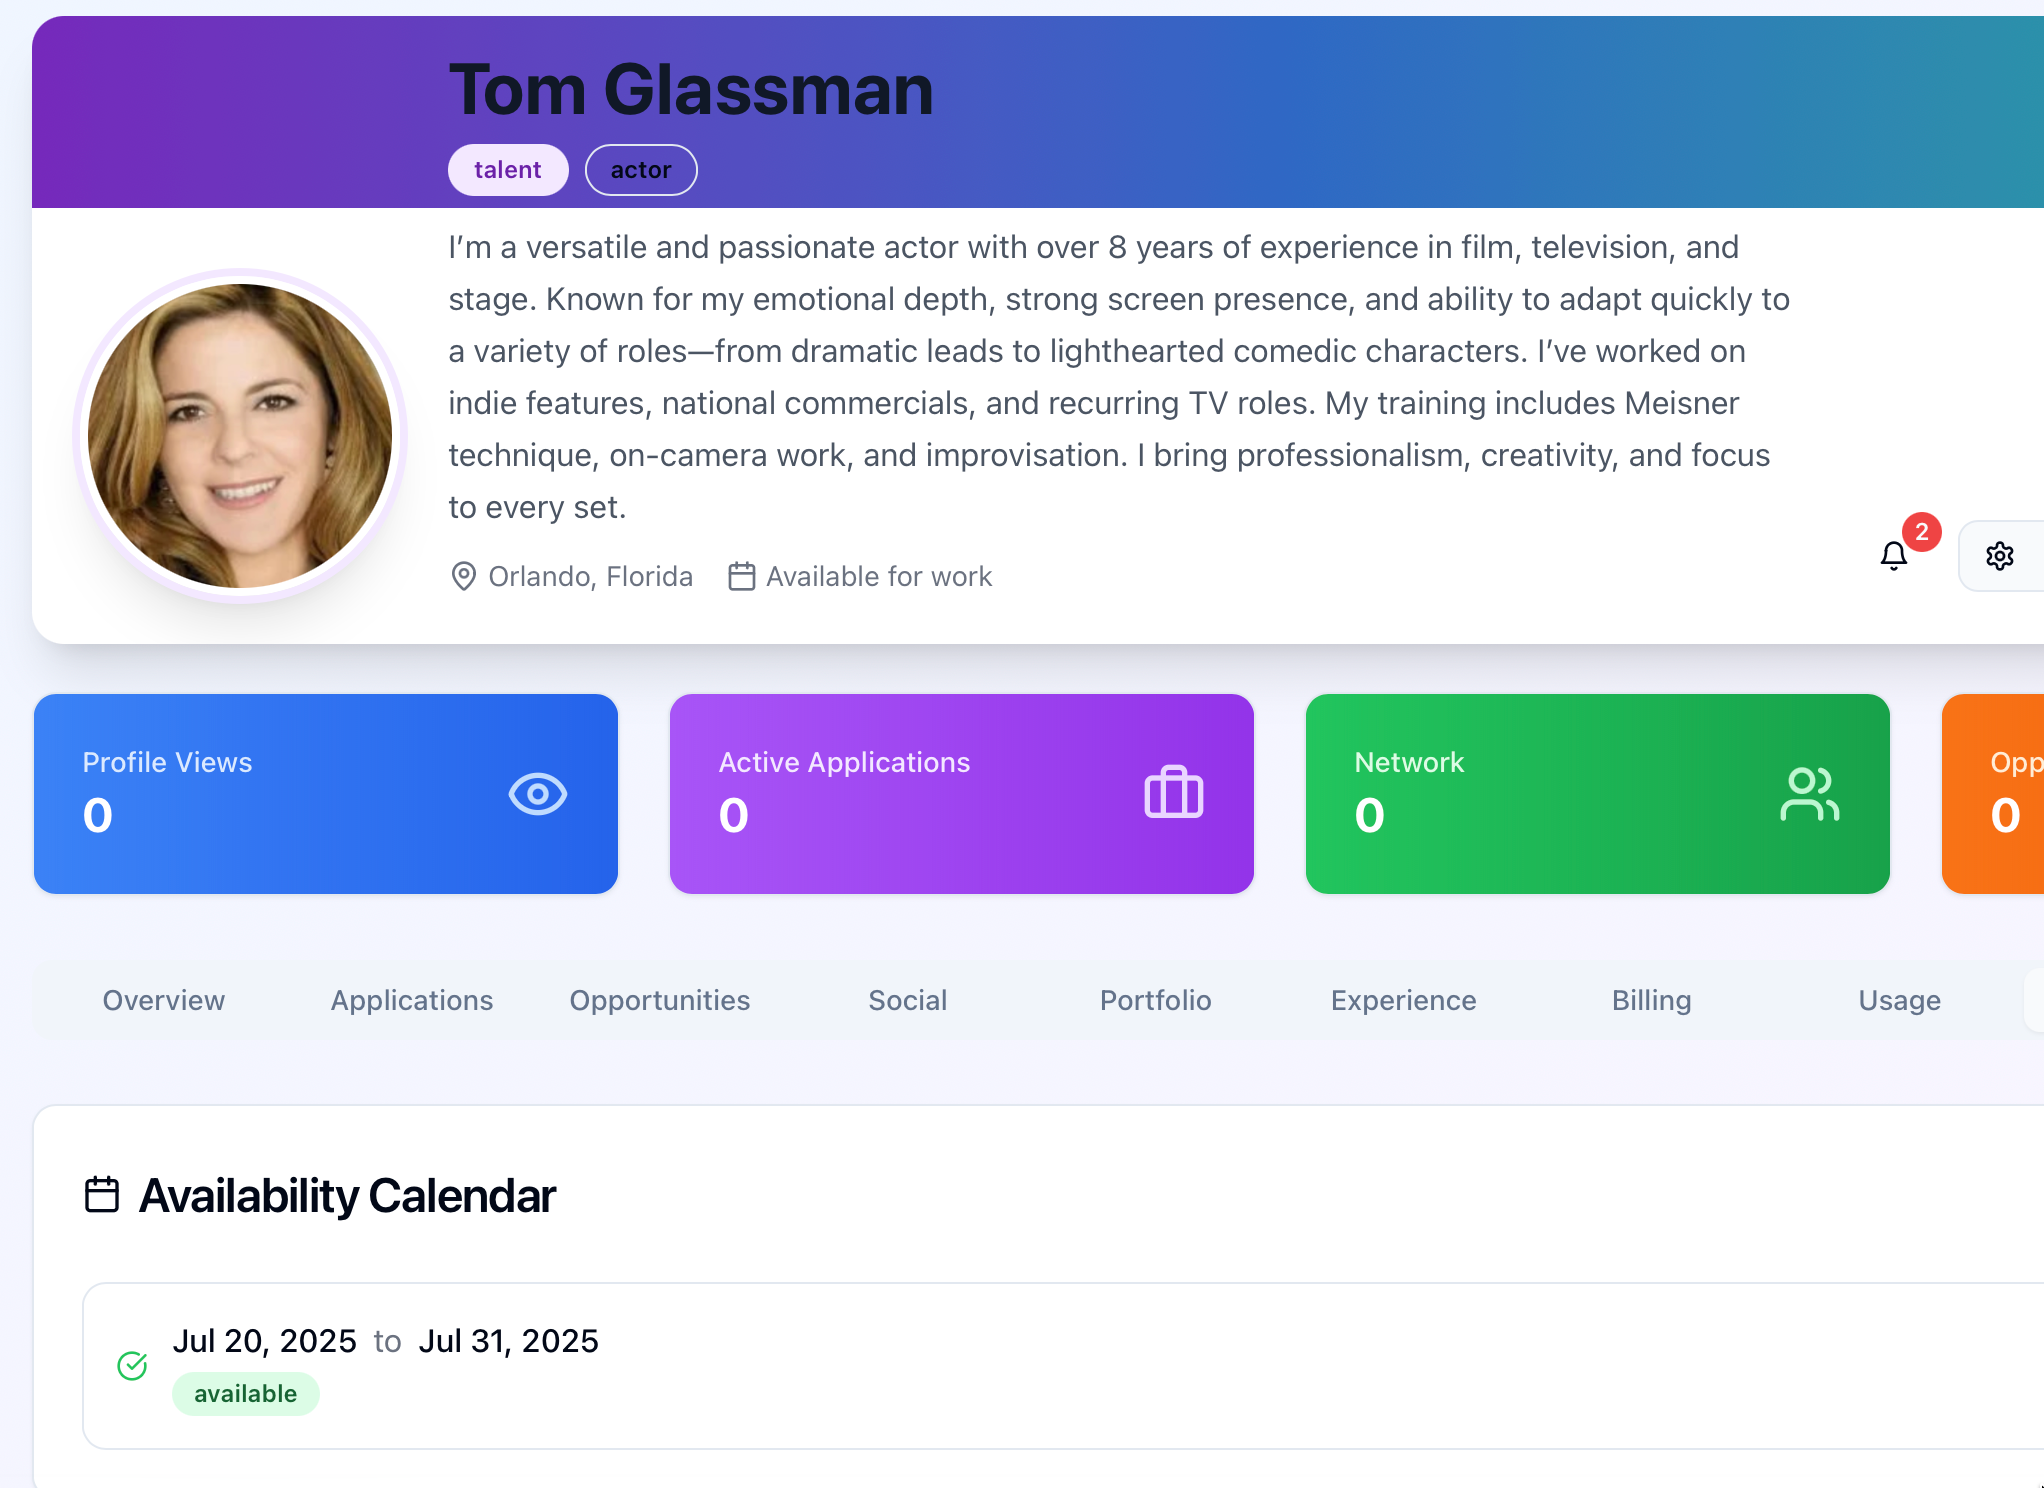 Tom Glassman
talent actor
I’m a versatile and passionate actor with over 8 years of experience in film, television, and
stage. Known for my emotional depth, strong screen presence, and ability to adapt quickly to
a variety of roles—from dramatic leads to lighthearted comedic characters. I’ve worked on
indie features, national commercials, and recurring TV roles. My training includes Meisner
technique, on-camera work, and improvisation. I bring professionalism, creativity, and focus
to every set.
2
Orlando, Florida Available for work
Profile Views Active Applications Network Opp
0 0 0 0
Overview Applications Opportunities Social Portfolio Experience Billing Usage
Availability Calendar
Jul 20, 2025 to Jul 31, 2025
available